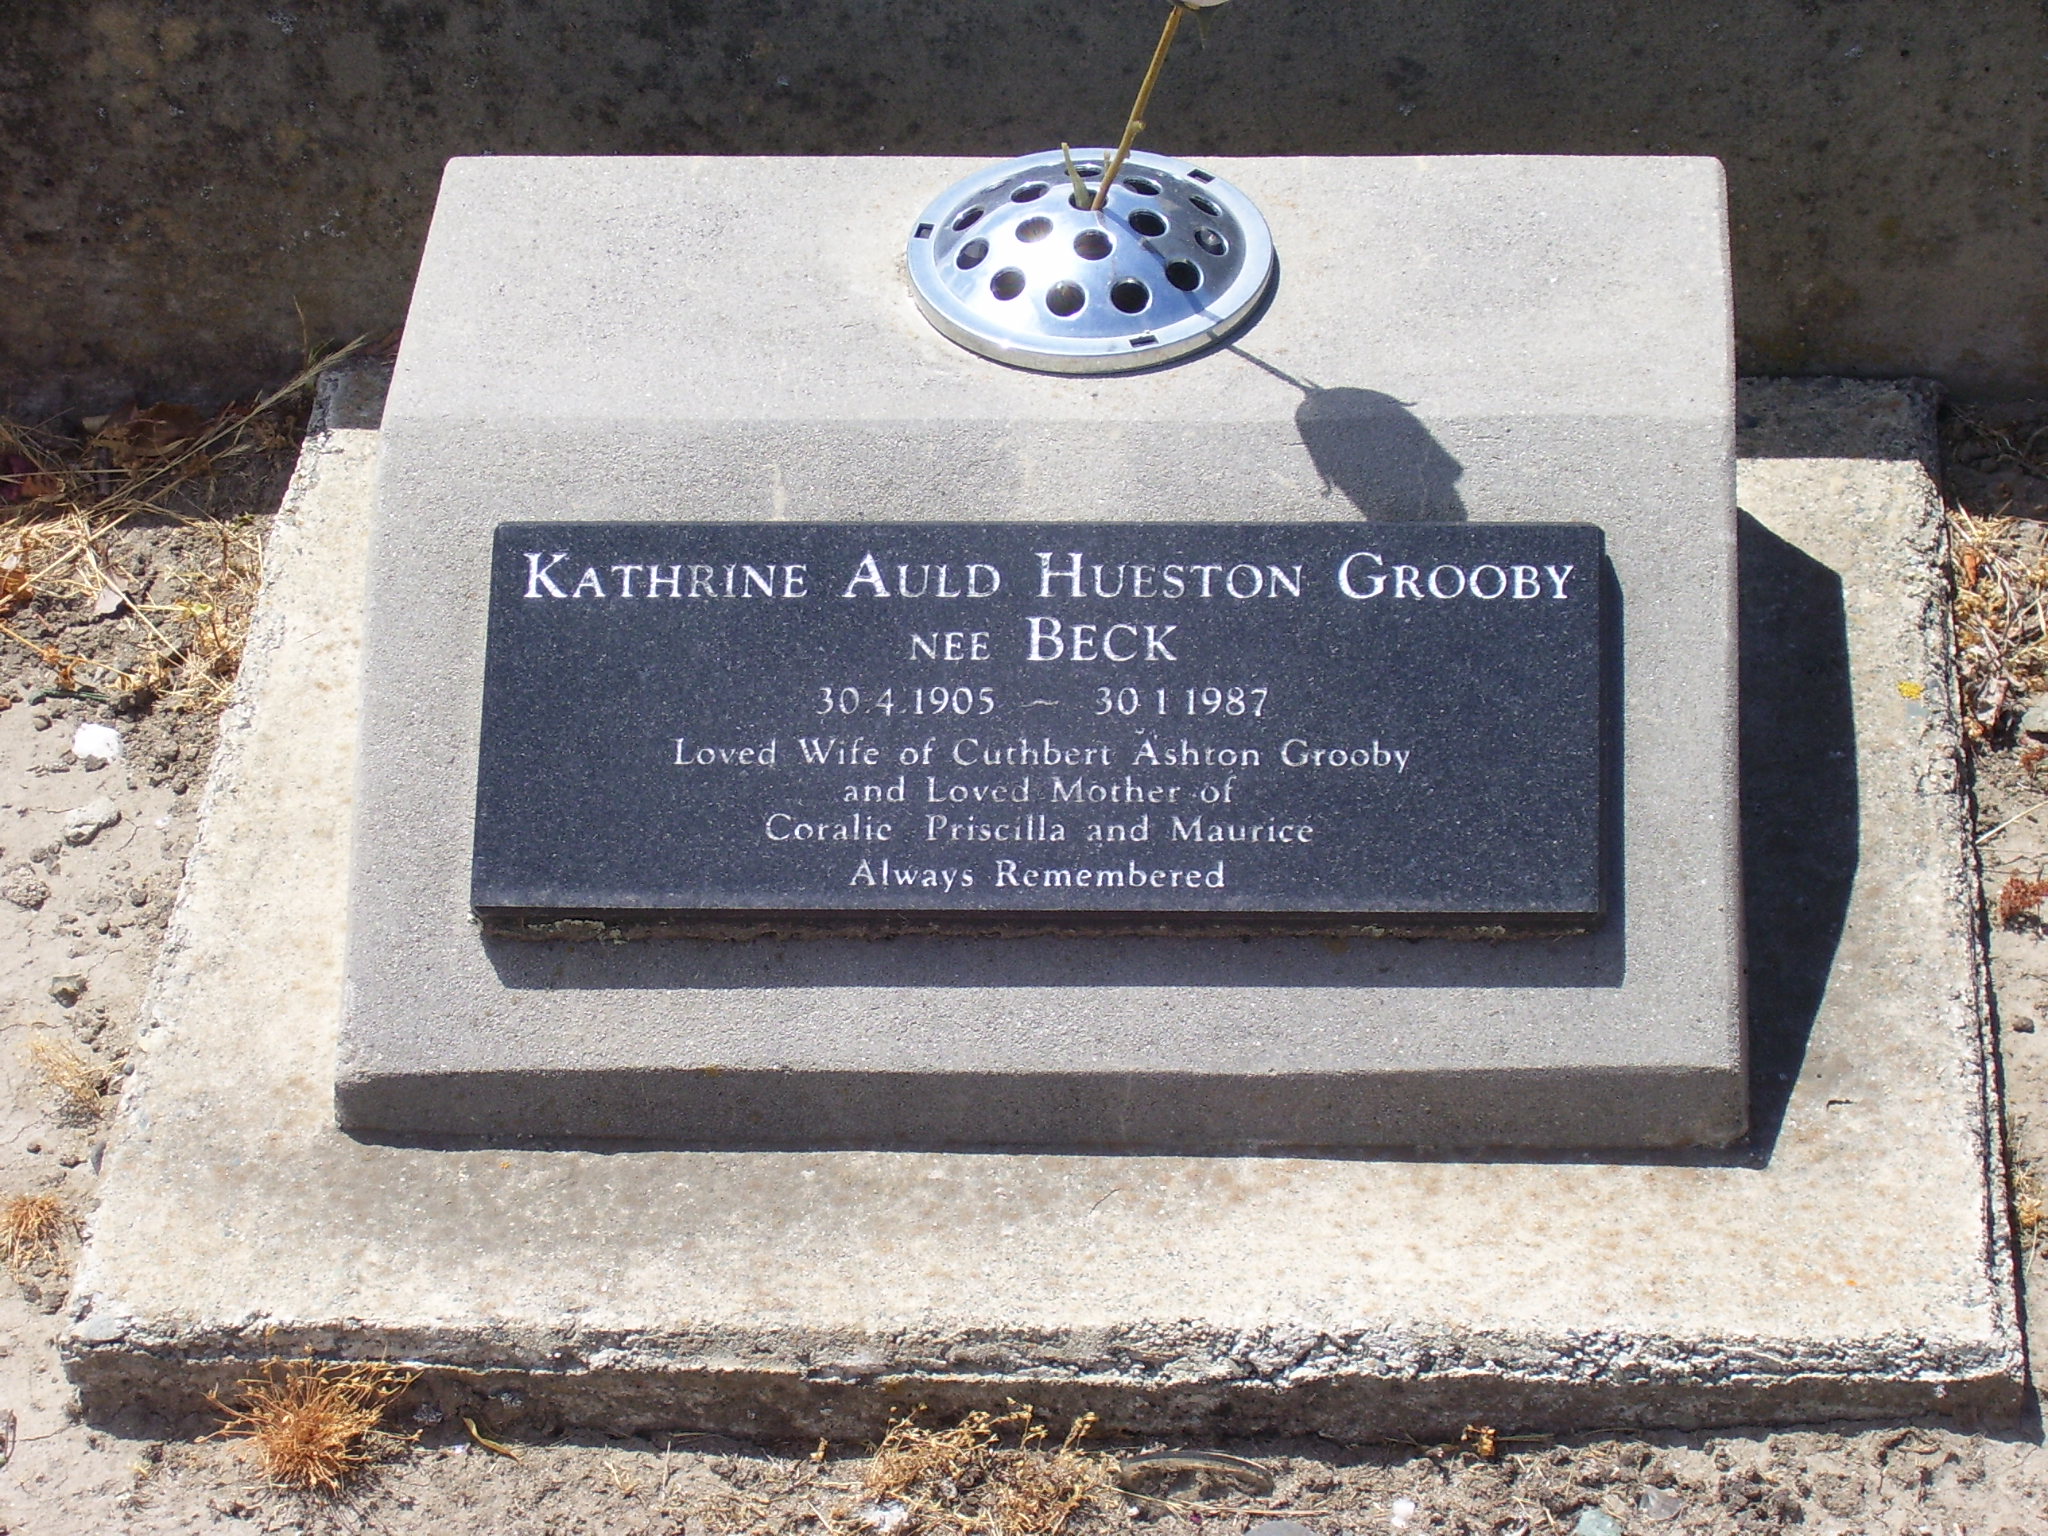 KATHRINE AULD HUESTON GROOBY
NEE BECK
30.4.1905 ~ 30.1.1987
Loved Wife of Cuthbert Ashton Grooby
and Loved Mother of
Coralie Priscilla and Maurice
Always Remembered